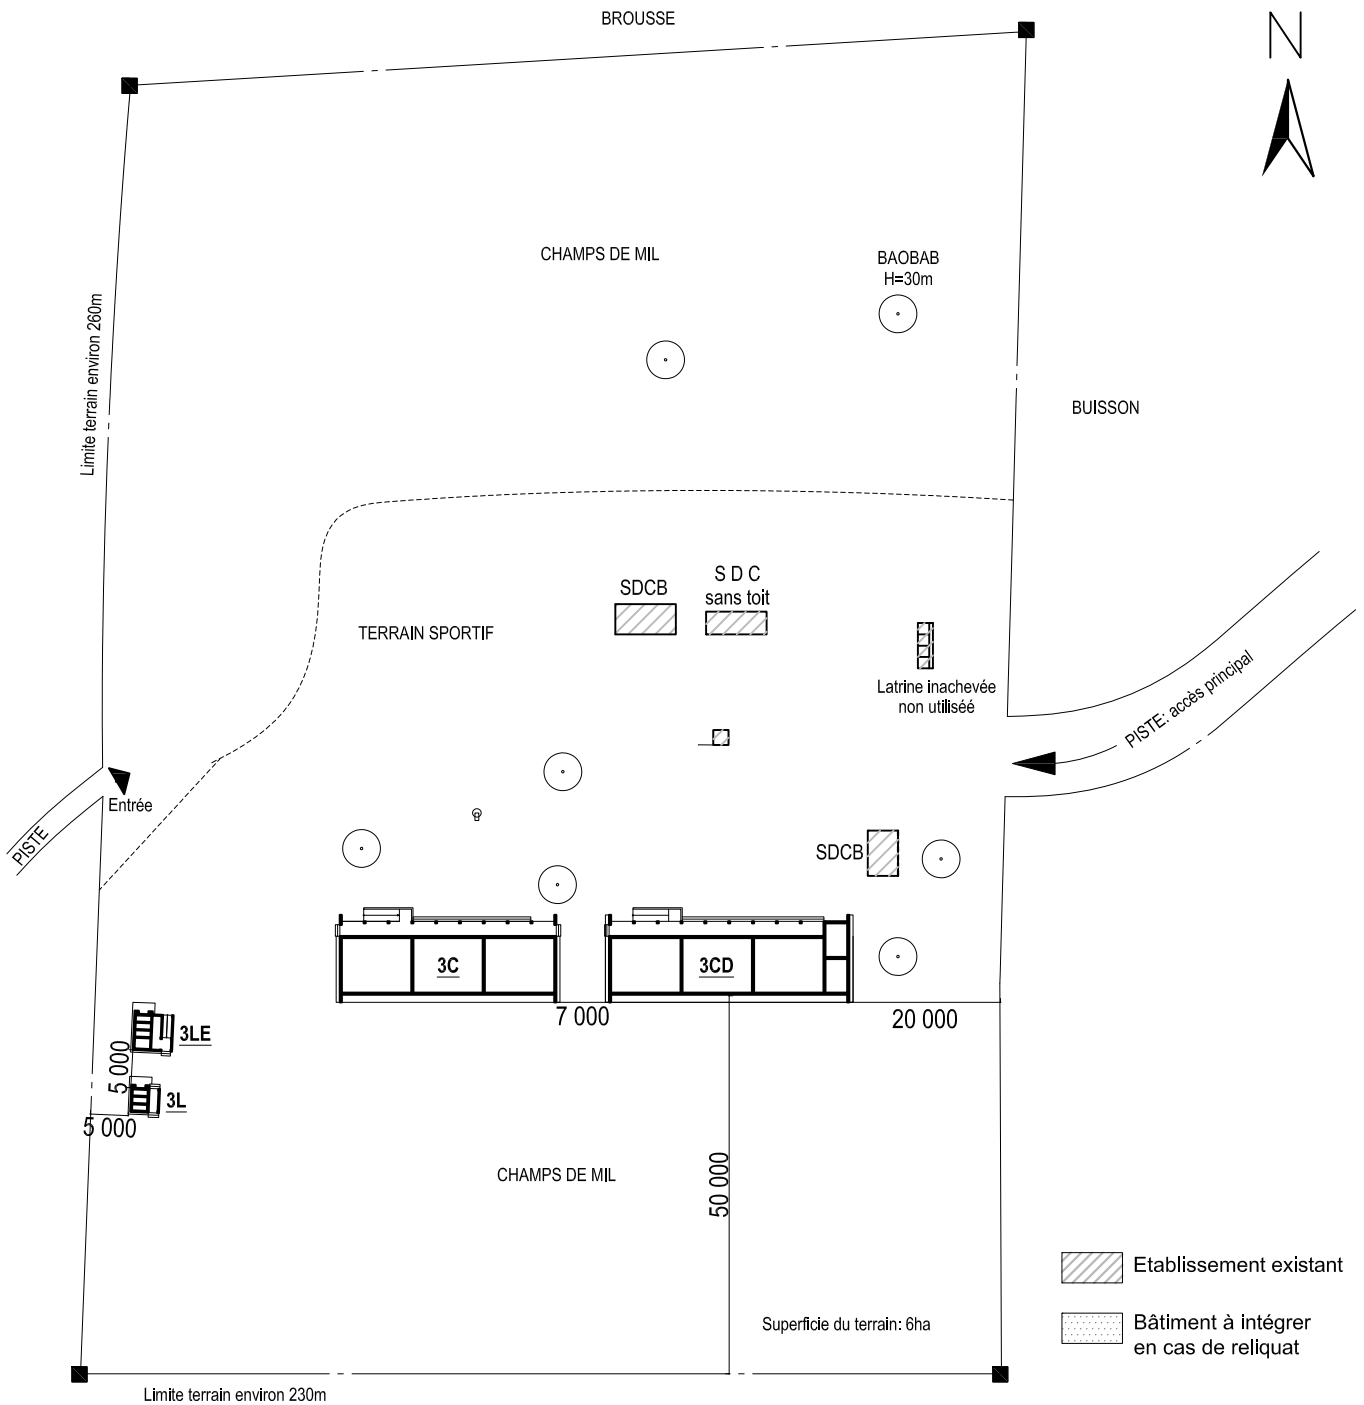 BROUSSE
N
CHAMPS DE MIL
BAOBAB
H=30m
Limite terrain environ 260m
BUISSON
SDCB
S D C
sans toit
TERRAIN SPORTIF
Latrine inachevée
non utiliséé
PISTE: accès principal
Entrée
PISTE
SDCB
3C
3CD
7 000
20 000
3LE
5 000
3L
5 000
CHAMPS DE MIL
50 000
Etablissement existant
Bâtiment à intégrer
en cas de reliquat
Superficie du terrain: 6ha
Limite terrain environ 230m